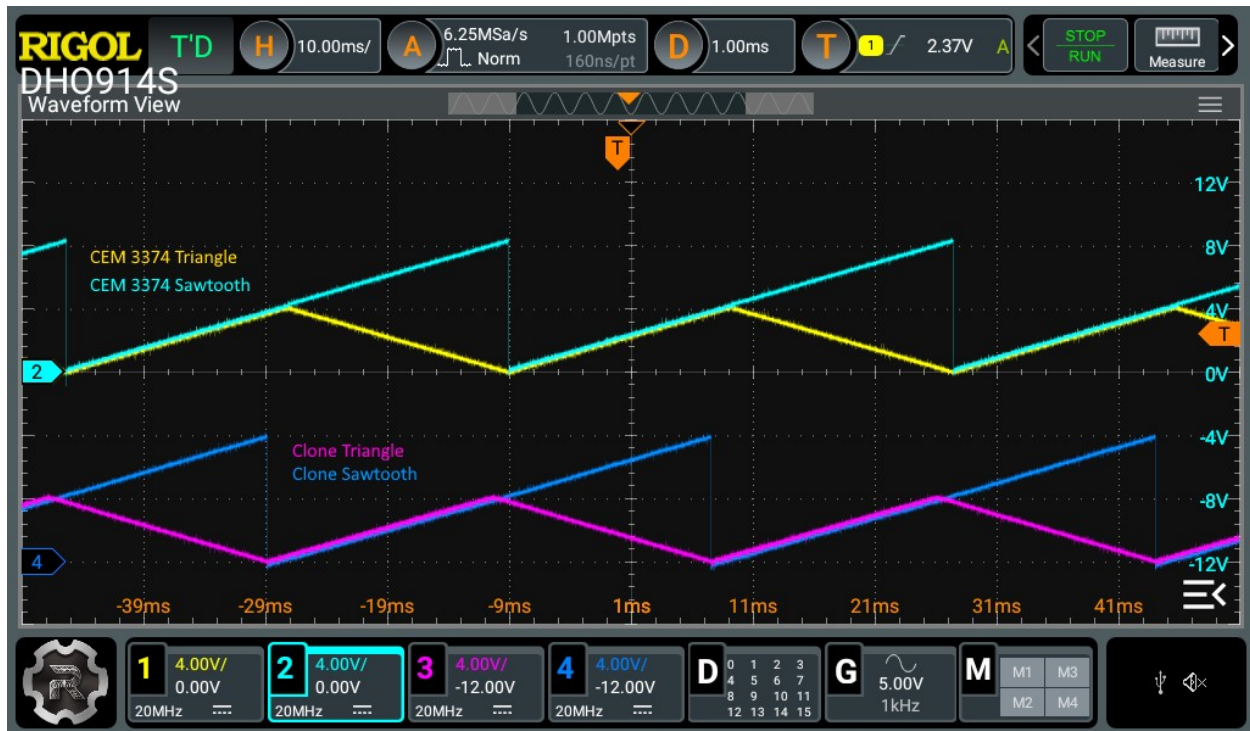 RIGOL T'D H 10.00ms/ A 6.25MSa/s 1.00Mpts D 1.00ms T 1 2.37V A STOP
Norm 160ns/pt RUN Measure
DHO914S
Waveform View
T
12V
CEM 3374 Triangle
8V
CEM 3374 Sawtooth
4V
T
2 0V
Clone Triangle
-4V
Clone Sawtooth
-8V
4 -12V
-39ms -29ms -19ms -9ms 1ms 11ms 21ms 31ms 41ms
1 4.00V/ 2 4.00V/ 3 4.00V/ 4 4.00V/ D 0 1 2 3 G M M1 M3
0.00V 0.00V -12.00V -12.00V 4 5 6 7 5.00V
8 9 10 11 1kHz M2 M4
20MHz 20MHz 20MHz 20MHz 12 13 14 15
R